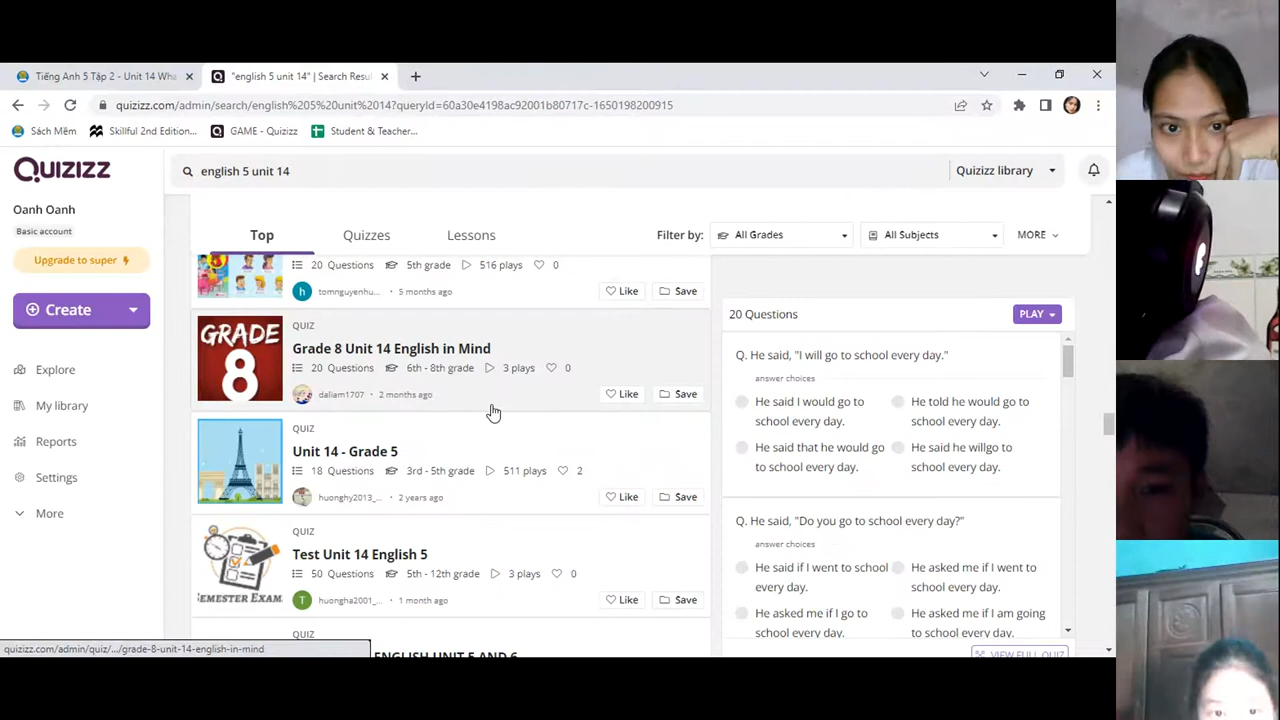 Tiếng Anh 5 Tập 2 - Unit 14 Wha
"english 5 unit 14" | Search Resul
quizizz.com/admin/search/english%205%20unit%2014?queryId=60a30e4198ac92001b80717c-1650198200915
Sách Mềm
Skillful 2nd Edition...
GAME - Quizizz
Student & Teacher...
QUIZIZZ
english 5 unit 14
Quizizz library
Oanh Oanh
Basic account
Upgrade to super
Create
Explore
My library
Reports
Settings
More
Top
Quizzes
Lessons
Filter by:
All Grades
All Subjects
MORE
20 Questions
5th grade
516 plays
0
h
tomnguyenhu...
• 5 months ago
Like
Save
GRADE
8
QUIZ
Grade 8 Unit 14 English in Mind
20 Questions
6th - 8th grade
3 plays
0
daliam1707
• 2 months ago
Like
Save
QUIZ
Unit 14 - Grade 5
18 Questions
3rd - 5th grade
511 plays
2
huonghy2013_...
• 2 years ago
Like
Save
SEMESTER EXAM
QUIZ
Test Unit 14 English 5
50 Questions
5th - 12th grade
3 plays
0
T
huongha2001_...
• 1 month ago
Like
Save
QUIZ
ENGLISH UNIT 5 AND 6
20 Questions
PLAY
Q. He said, "I will go to school every day."
answer choices
He said I would go to
school every day.
He told he would go to
school every day.
He said that he would go
to school every day.
He said he willgo to
school every day.
Q. He said, "Do you go to school every day?"
answer choices
He said if I went to school
every day.
He asked me if I went to
school every day.
He asked me if I go to
school every day.
He asked me if I am going
to school every day.
VIEW FULL QUIZ
quizizz.com/admin/quiz/.../grade-8-unit-14-english-in-mind